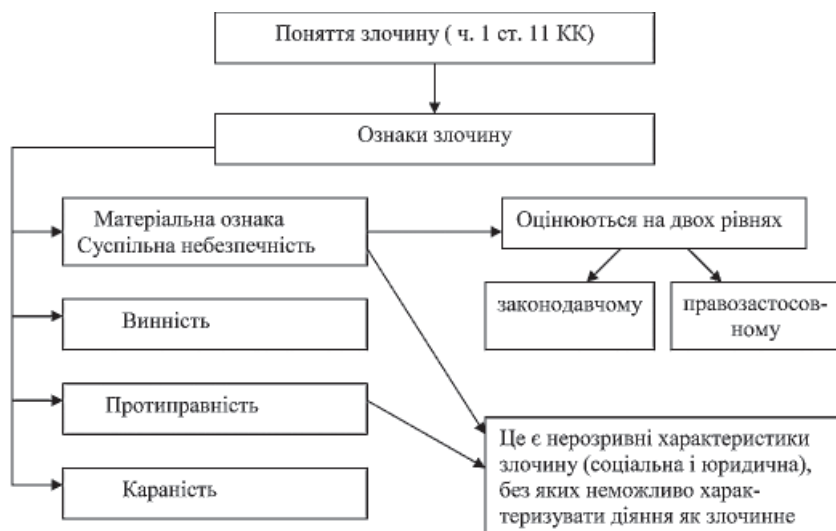 Поняття злочину ( ч. 1 ст. 11 КК)
Ознаки злочину
Матеріальна ознака
Суспільна небезпечність
Оцінюються на двох рівнях
законодавчому
правозастосов-
ному
Винність
Протиправність
Це є нерозривні характеристики
злочину (соціальна і юридична),
без яких неможливо харак-
теризувати діяння як злочинне
Караність